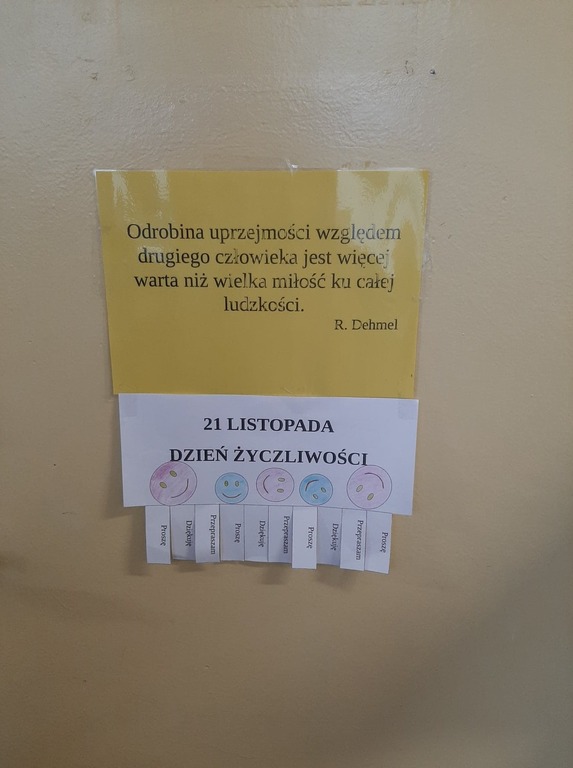 Odrobina uprzejmości względem
drugiego człowieka jest więcej
warta niż wielka miłość ku całej
ludzkości.
R. Dehmel
21 LISTOPADA
DZIEŃ ŻYCZLIWOŚCI
Proszę
Dziękuję
Przepraszam
Proszę
Dziękuję
Przepraszam
Proszę
Dziękuję
Przepraszam
Proszę